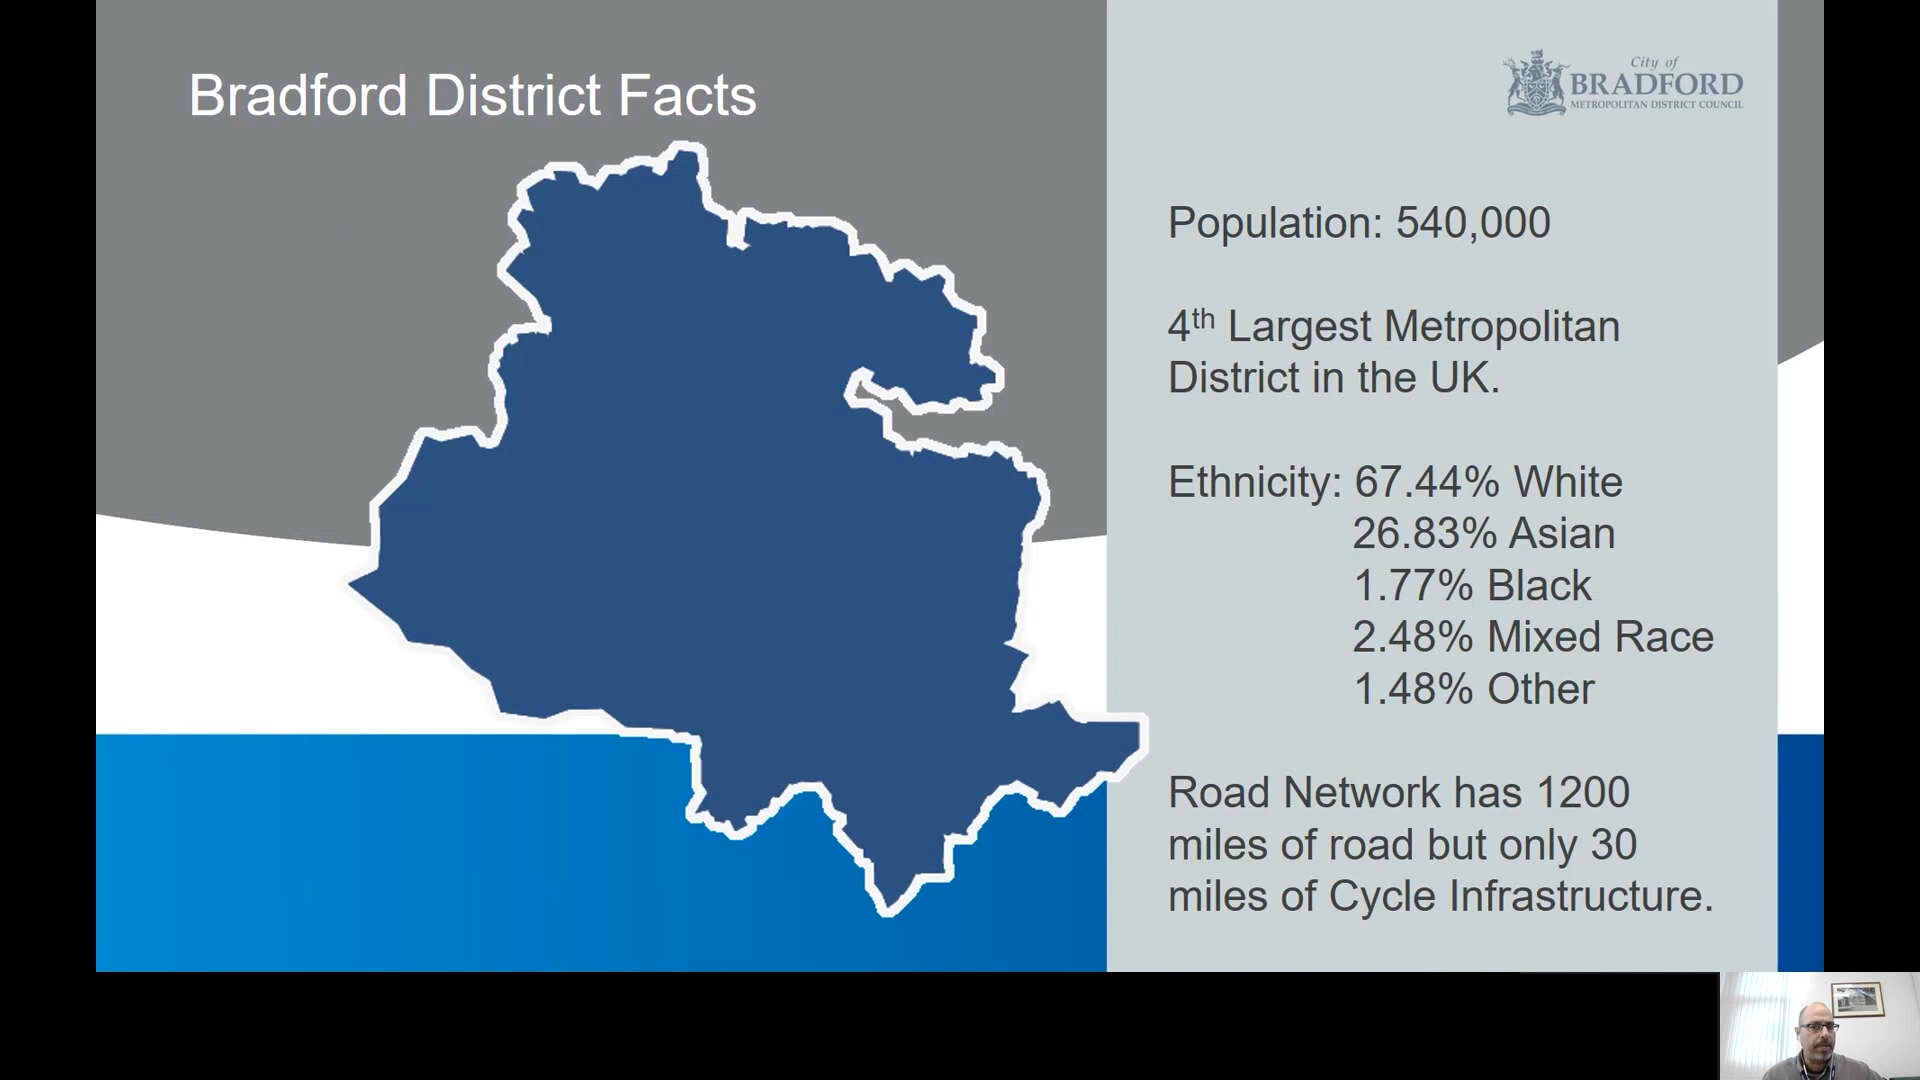 Bradford District Facts
City of
BRADFORD
METROPOLITAN DISTRICT COUNCIL
Population: 540,000
4th Largest Metropolitan
District in the UK.
Ethnicity: 67.44% White
26.83% Asian
1.77% Black
2.48% Mixed Race
1.48% Other
Road Network has 1200
miles of road but only 30
miles of Cycle Infrastructure.